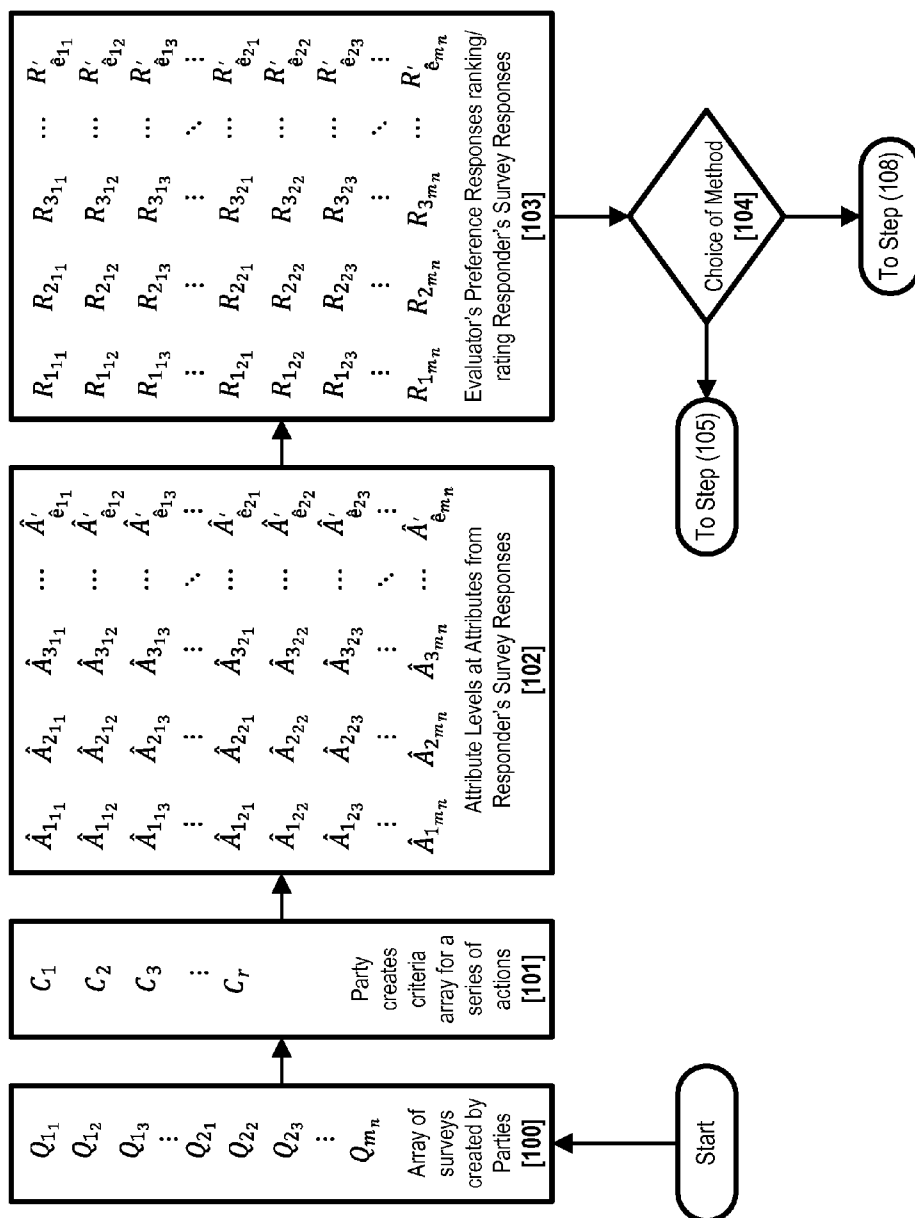 Start
Q_{1_1}
Q_{1_2}
Q_{1_3}
⋮
Q_{2_1}
Q_{2_2}
Q_{2_3}
⋮
Q_{m_n}
Array of
surveys
created by
Parties
[100]
C_1
C_2
C_3
⋮
C_r
Party
creates
criteria
array for a
series of
actions
[101]
Â_{1_{1_1}} Â_{2_{1_1}} Â_{3_{1_1}} ⋯ Â′_{ê_{1_1}}
Â_{1_{1_2}} Â_{2_{1_2}} Â_{3_{1_2}} ⋯ Â′_{ê_{1_2}}
Â_{1_{1_3}} Â_{2_{1_3}} Â_{3_{1_3}} ⋯ Â′_{ê_{1_3}}
⋮ ⋮ ⋮ ⋱ ⋮
Â_{1_{2_1}} Â_{2_{2_1}} Â_{3_{2_1}} ⋯ Â′_{ê_{2_1}}
Â_{1_{2_2}} Â_{2_{2_2}} Â_{3_{2_2}} ⋯ Â′_{ê_{2_2}}
Â_{1_{2_3}} Â_{2_{2_3}} Â_{3_{2_3}} ⋯ Â′_{ê_{2_3}}
⋮ ⋮ ⋮ ⋱ ⋮
Â_{1_{m_n}} Â_{2_{m_n}} Â_{3_{m_n}} ⋯ Â′_{ê_{m_n}}
Attribute Levels at Attributes from
Responder's Survey Responses
[102]
R_{1_{1_1}} R_{2_{1_1}} R_{3_{1_1}} ⋯ R′_{ê_{1_1}}
R_{1_{1_2}} R_{2_{1_2}} R_{3_{1_2}} ⋯ R′_{ê_{1_2}}
R_{1_{1_3}} R_{2_{1_3}} R_{3_{1_3}} ⋯ R′_{ê_{1_3}}
⋮ ⋮ ⋮ ⋱ ⋮
R_{1_{2_1}} R_{2_{2_1}} R_{3_{2_1}} ⋯ R′_{ê_{2_1}}
R_{1_{2_2}} R_{2_{2_2}} R_{3_{2_2}} ⋯ R′_{ê_{2_2}}
R_{1_{2_3}} R_{2_{2_3}} R_{3_{2_3}} ⋯ R′_{ê_{2_3}}
⋮ ⋮ ⋮ ⋱ ⋮
R_{1_{m_n}} R_{2_{m_n}} R_{3_{m_n}} ⋯ R′_{ê_{m_n}}
Evaluator's Preference Responses ranking/
rating Responder's Survey Responses
[103]
Choice of Method
[104]
To Step (105)
To Step (108)